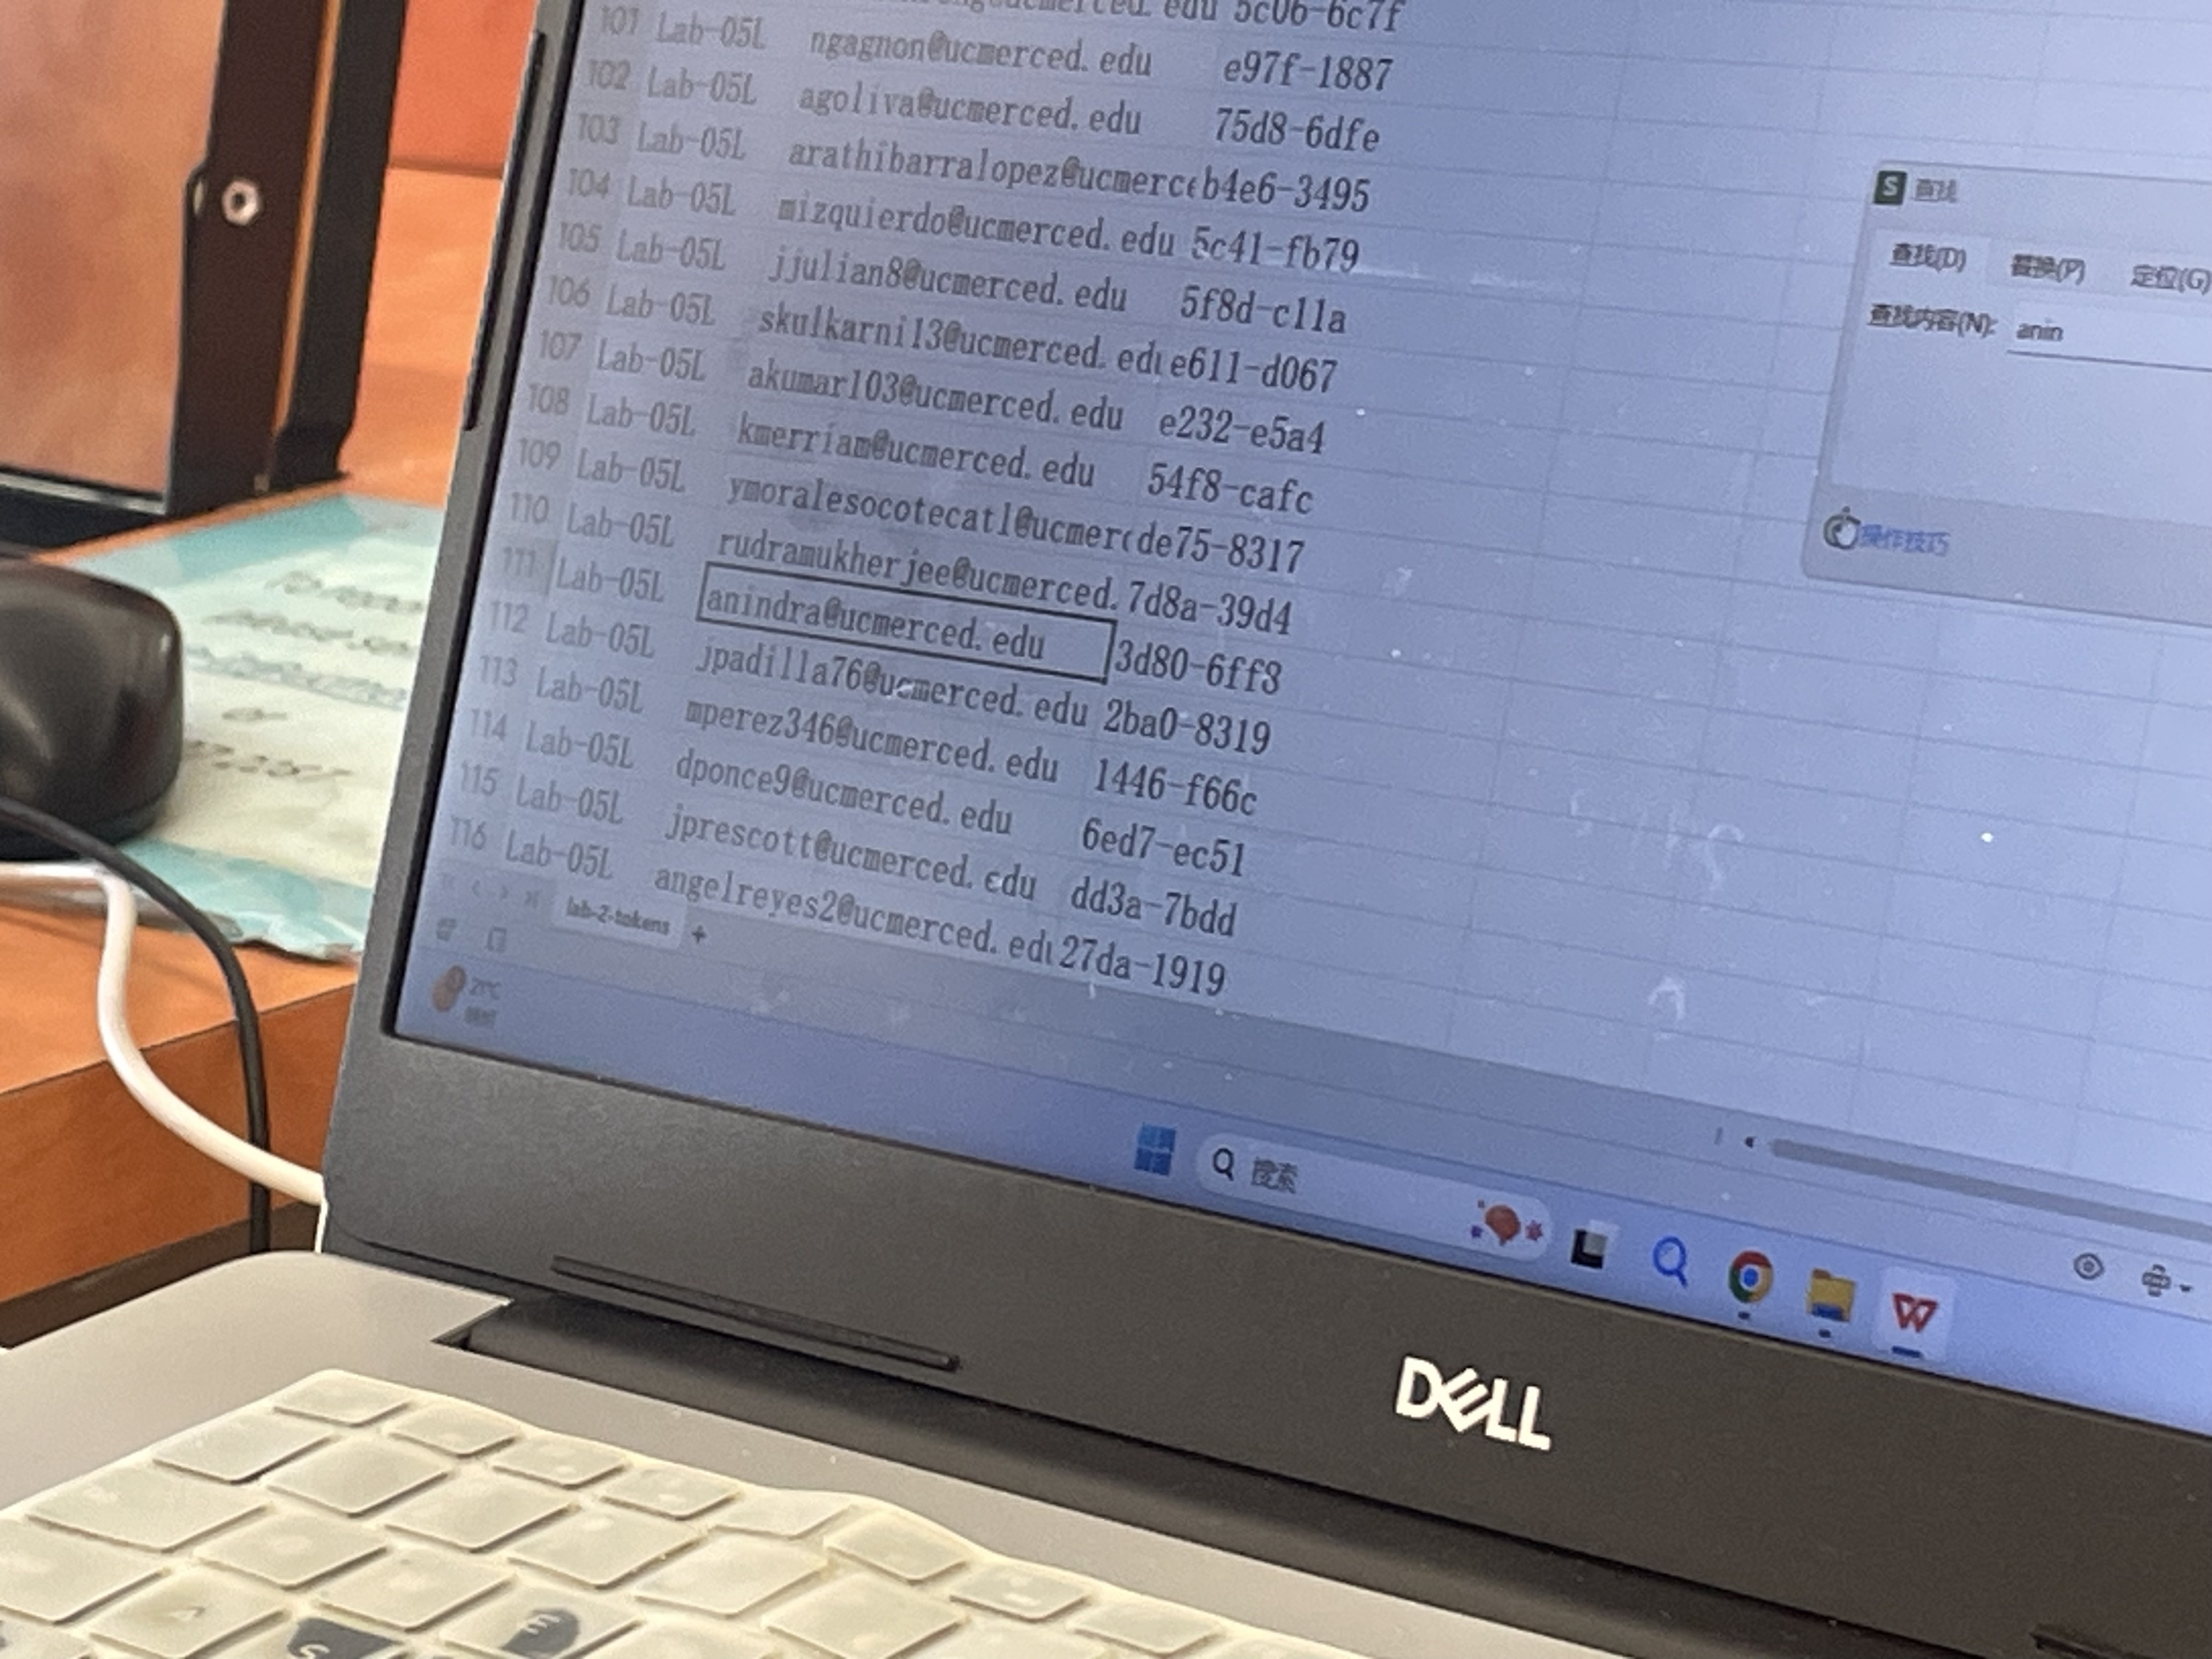 5c06-6c7f
101 Lab-05L ngagnon@ucmerced.edu e97f-1887
102 Lab-05L agoliva@ucmerced.edu 75d8-6dfe
103 Lab-05L arathibarralopez@ucmerce b4e6-3495
104 Lab-05L mizquierdo@ucmerced.edu 5c41-fb79
105 Lab-05L jjulian8@ucmerced.edu 5f8d-c11a
106 Lab-05L skulkarni13@ucmerced.edu e611-d067
107 Lab-05L akumar103@ucmerced.edu e232-e5a4
108 Lab-05L kmerriam@ucmerced.edu 54f8-cafc
109 Lab-05L ymoralesocotecatl@ucmerc de75-8317
110 Lab-05L rudramukherjee@ucmerced. 7d8a-39d4
111 Lab-05L anindra@ucmerced.edu 3d80-6ff8
112 Lab-05L jpadilla76@ucmerced.edu 2ba0-8319
113 Lab-05L mperez346@ucmerced.edu 1446-f66c
114 Lab-05L dponce9@ucmerced.edu 6ed7-ec51
115 Lab-05L jprescott@ucmerced.edu dd3a-7bdd
116 Lab-05L angelreyes2@ucmerced.edu 27da-1919
lab-2-tokens +
查找
查找(D) 替换(P) 定位(G)
查找内容(N): anin
操作技巧
21°C
搜索
DELL
S
E